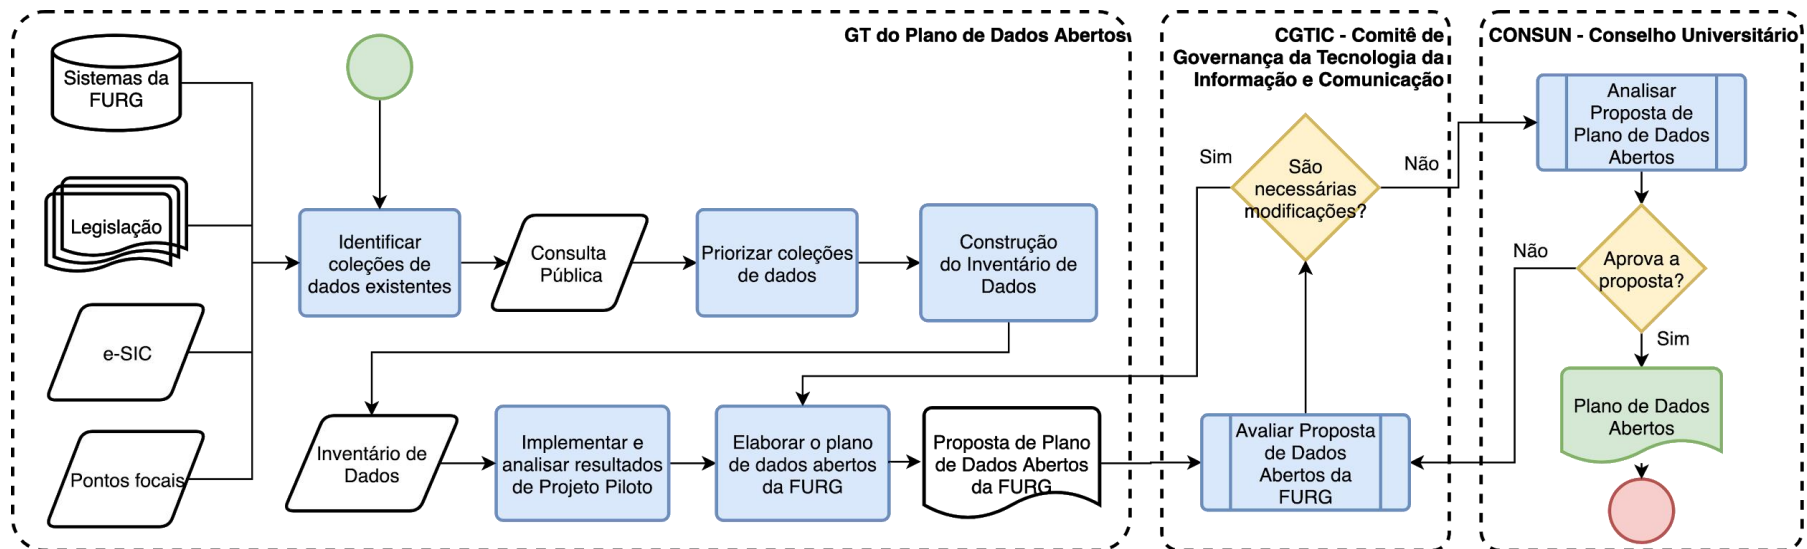 GT do Plano de Dados Abertos
Sistemas da
FURG
Legislação
e-SIC
Pontos focais
Identificar
coleções de
dados existentes
Consulta
Pública
Priorizar coleções
de dados
Construção
do Inventário de
Dados
Inventário de
Dados
Implementar e
analisar resultados
de Projeto Piloto
Elaborar o plano
de dados abertos
da FURG
Proposta de Plano
de Dados Abertos
da FURG
CGTIC - Comitê de
Governança da Tecnologia da
Informação e Comunicação
Sim
São
necessárias
modificações?
Não
Avaliar Proposta
de Dados
Abertos da
FURG
CONSUN - Conselho Universitário
Analisar
Proposta de
Plano de Dados
Abertos
Não
Aprova a
proposta?
Sim
Plano de Dados
Abertos